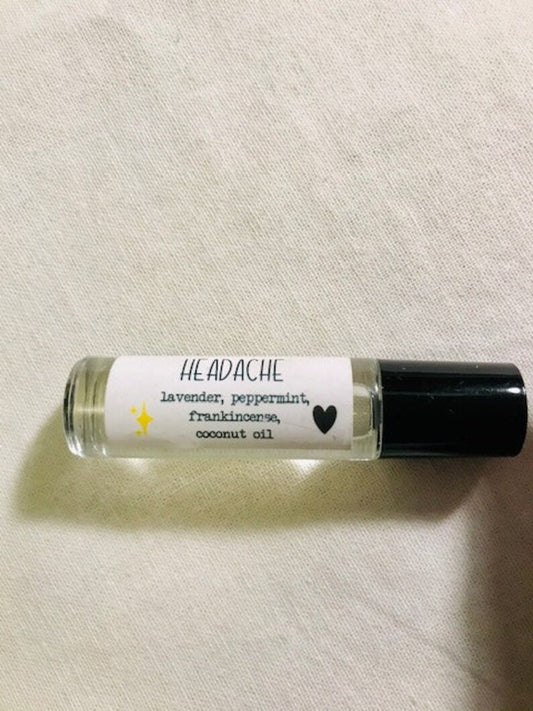 HEADACHE
lavender, peppermint,
frankincense,
coconut oil